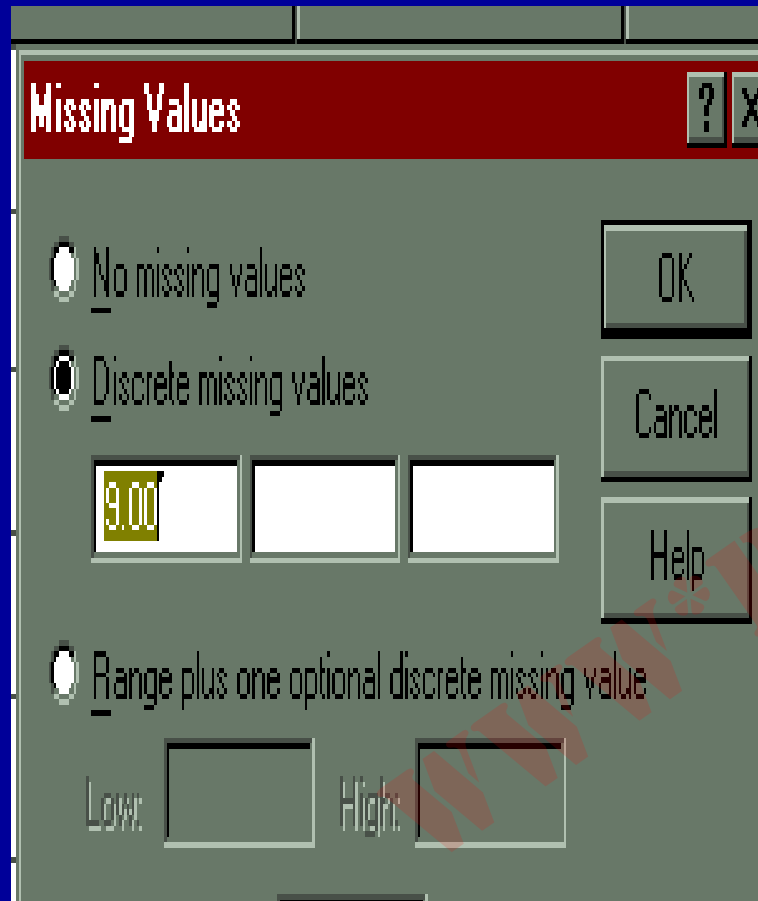 Missing Values
? X
No missing values
OK
Discrete missing values
Cancel
9.00
Help
Range plus one optional discrete missing value
Low:
High:
www